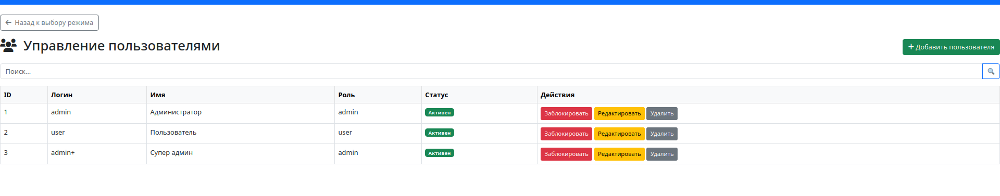 Назад к выбору режима
Управление пользователями
Добавить пользователя
Поиск...
ID Логин Имя Роль Статус Действия
1 admin Администратор admin Активен Заблокировать Редактировать Удалить
2 user Пользователь user Активен Заблокировать Редактировать Удалить
3 admin+ Супер админ admin Активен Заблокировать Редактировать Удалить